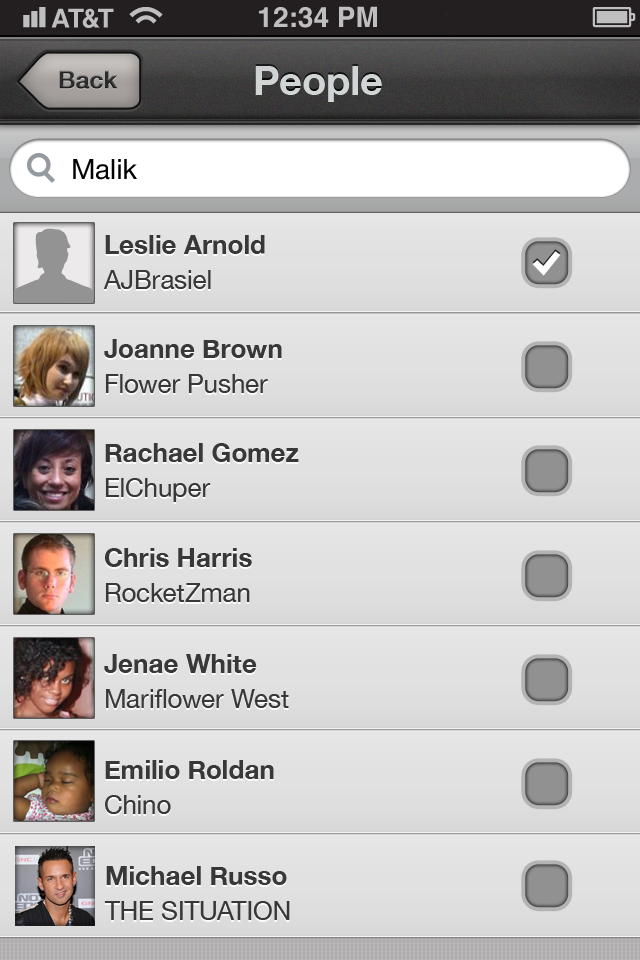 AT&T 12:34 PM
Back People
Malik
Leslie Arnold
AJBrasiel
Joanne Brown
Flower Pusher
Rachael Gomez
ElChuper
Chris Harris
RocketZman
Jenae White
Mariflower West
Emilio Roldan
Chino
Michael Russo
THE SITUATION